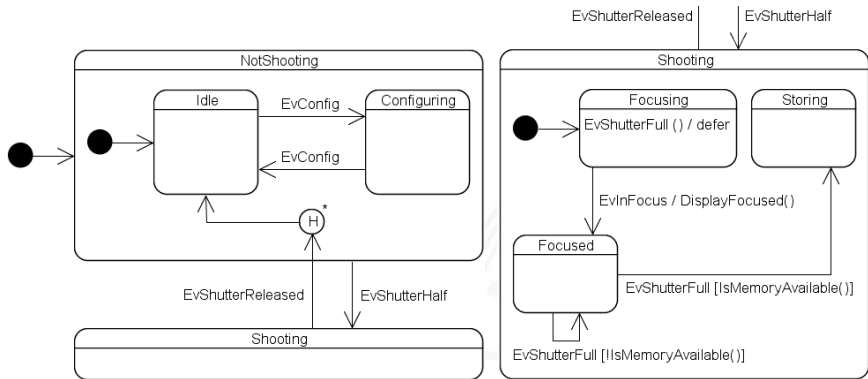 NotShooting
Idle
EvConfig
Configuring
EvConfig
H
*
EvShutterReleased
EvShutterHalf
Shooting
EvShutterReleased
EvShutterHalf
Shooting
Focusing
EvShutterFull () / defer
Storing
EvInFocus / DisplayFocused()
Focused
EvShutterFull [IsMemoryAvailable()]
EvShutterFull [!IsMemoryAvailable()]